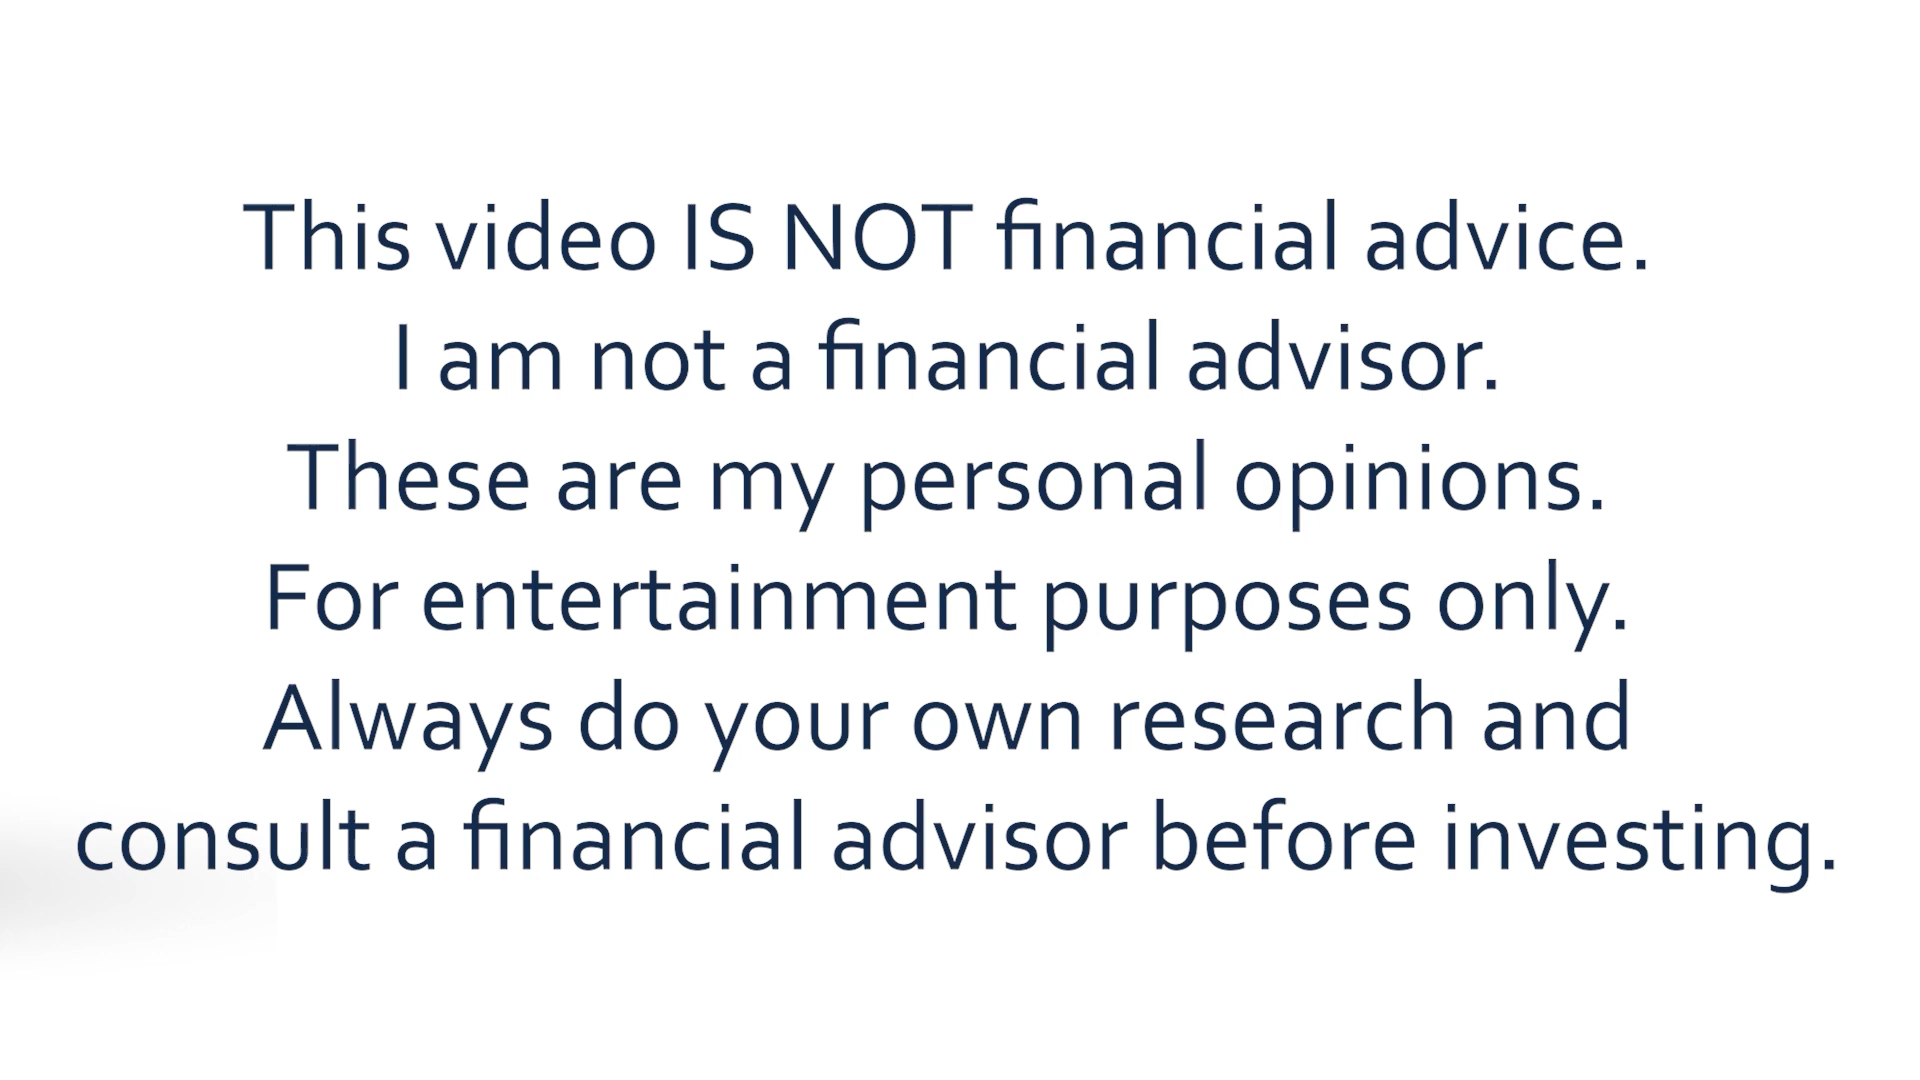 This video IS NOT financial advice.
I am not a financial advisor.
These are my personal opinions.
For entertainment purposes only.
Always do your own research and
consult a financial advisor before investing.